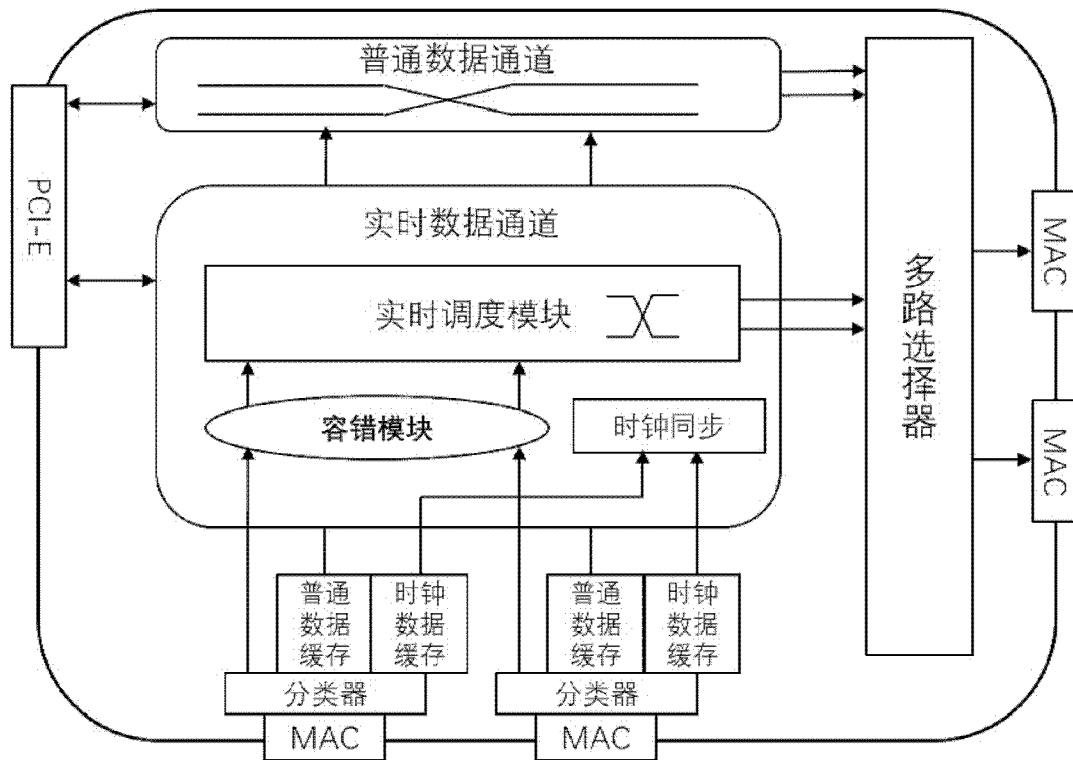 普通数据通道
PCI-E
实时数据通道
实时调度模块
容错模块
时钟同步
多路选择器
MAC
MAC
普通
数据
缓存
时钟
数据
缓存
普通
数据
缓存
时钟
数据
缓存
分类器
分类器
MAC
MAC